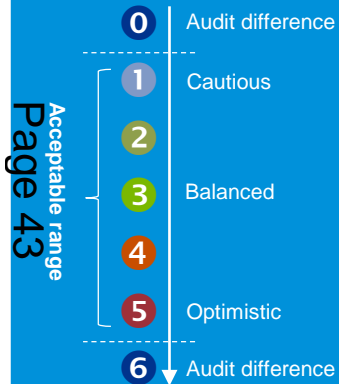 0 Audit difference
1 Cautious
2
3 Balanced
4
5 Optimistic
6 Audit difference
Acceptable range
Page 43